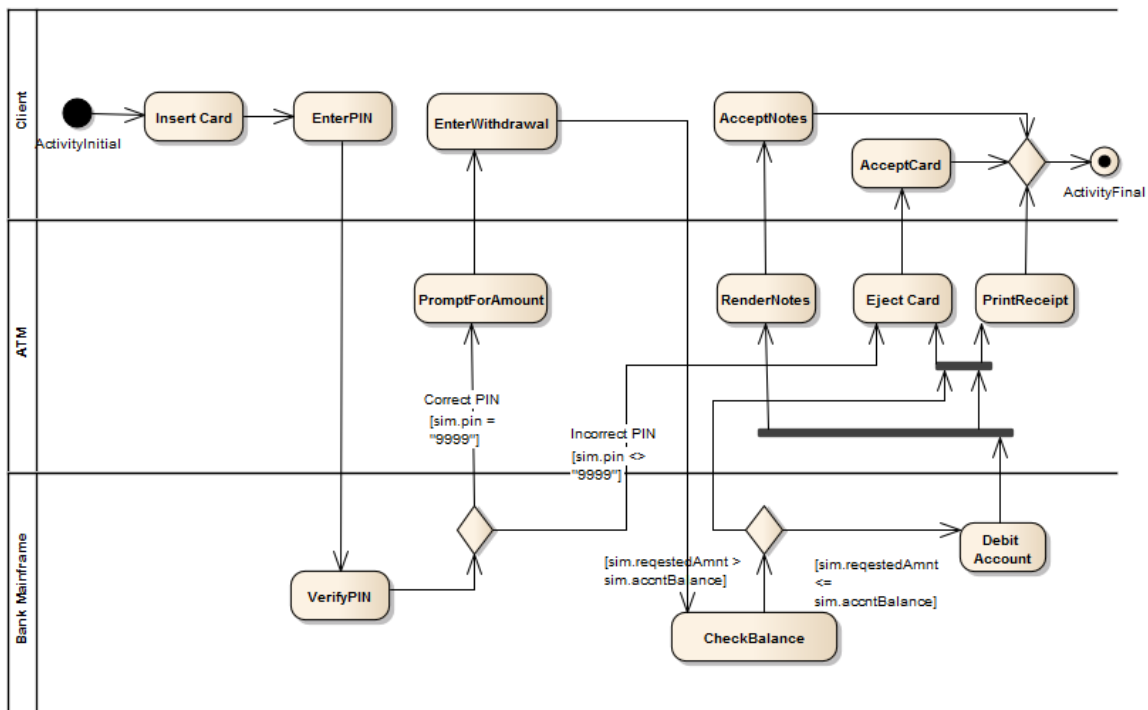 Client
ActivityInitial
Insert Card
EnterPIN
EnterWithdrawal
AcceptNotes
AcceptCard
ActivityFinal
ATM
PromptForAmount
RenderNotes
Eject Card
PrintReceipt
Correct PIN
[sim.pin =
"9999"]
Incorrect PIN
[sim.pin <>
"9999"]
Bank Mainframe
VerifyPIN
[sim.reqestedAmnt >
sim.accntBalance]
[sim.reqestedAmnt
<=
sim.accntBalance]
Debit
Account
CheckBalance